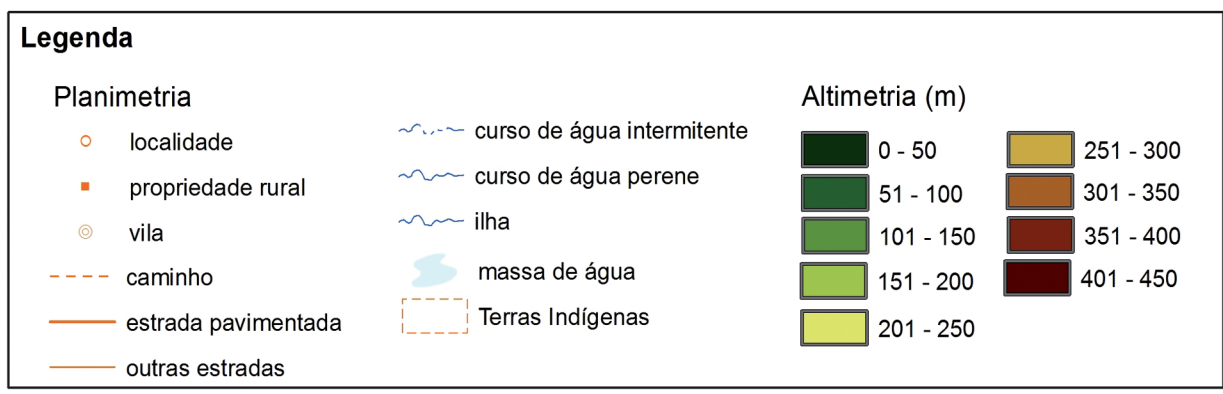 Legenda
Planimetria
localidade
propriedade rural
vila
caminho
estrada pavimentada
outras estradas
curso de água intermitente
curso de água perene
ilha
massa de água
Terras Indígenas
Altimetria (m)
0 - 50
51 - 100
101 - 150
151 - 200
201 - 250
251 - 300
301 - 350
351 - 400
401 - 450